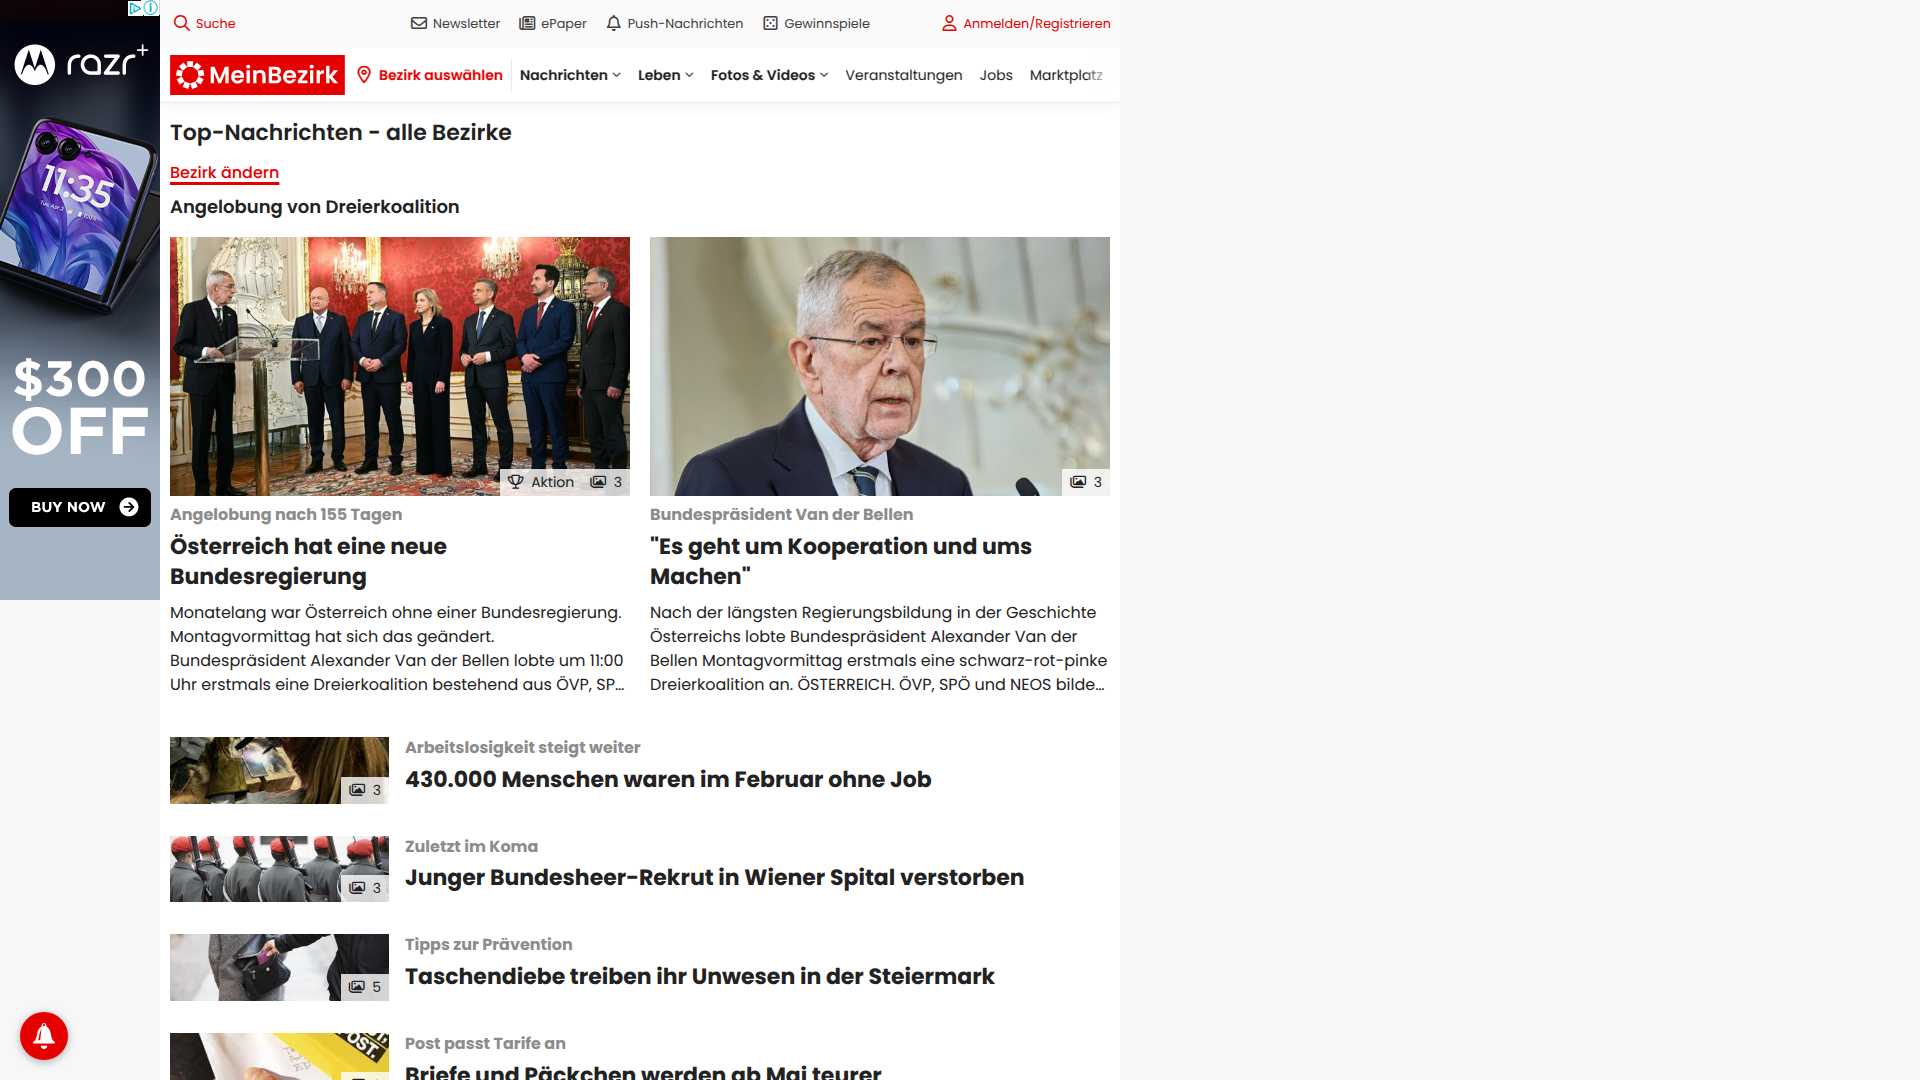 Suche
Newsletter
ePaper
Push-Nachrichten
Gewinnspiele
Anmelden/Registrieren
MeinBezirk
Bezirk auswählen
Nachrichten
Leben
Fotos & Videos
Veranstaltungen
Jobs
Marktplatz
razr+
11:35
$300
OFF
BUY NOW
Top-Nachrichten - alle Bezirke
Bezirk ändern
Angelobung von Dreierkoalition
Aktion 3
Angelobung nach 155 Tagen
Österreich hat eine neue
Bundesregierung
Monatelang war Österreich ohne einer Bundesregierung.
Montagvormittag hat sich das geändert.
Bundespräsident Alexander Van der Bellen lobte um 11:00
Uhr erstmals eine Dreierkoalition bestehend aus ÖVP, SP...
3
Bundespräsident Van der Bellen
"Es geht um Kooperation und ums
Machen"
Nach der längsten Regierungsbildung in der Geschichte
Österreichs lobte Bundespräsident Alexander Van der
Bellen Montagvormittag erstmals eine schwarz-rot-pinke
Dreierkoalition an. ÖSTERREICH. ÖVP, SPÖ und NEOS bilde...
3
Arbeitslosigkeit steigt weiter
430.000 Menschen waren im Februar ohne Job
3
Zuletzt im Koma
Junger Bundesheer-Rekrut in Wiener Spital verstorben
5
Tipps zur Prävention
Taschendiebe treiben ihr Unwesen in der Steiermark
Post passt Tarife an
Briefe und Päckchen werden ab Mai teurer